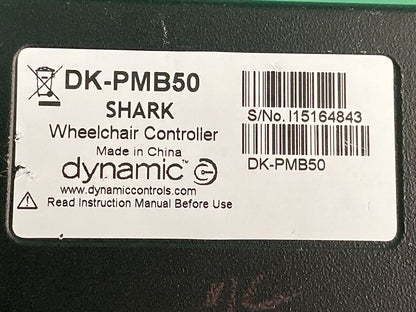 DK-PMB50
SHARK
Wheelchair Controller
Made in China
dynamic
www.dynamiccontrols.com
Read Instruction Manual Before Use
S/No. I15164843
DK-PMB50